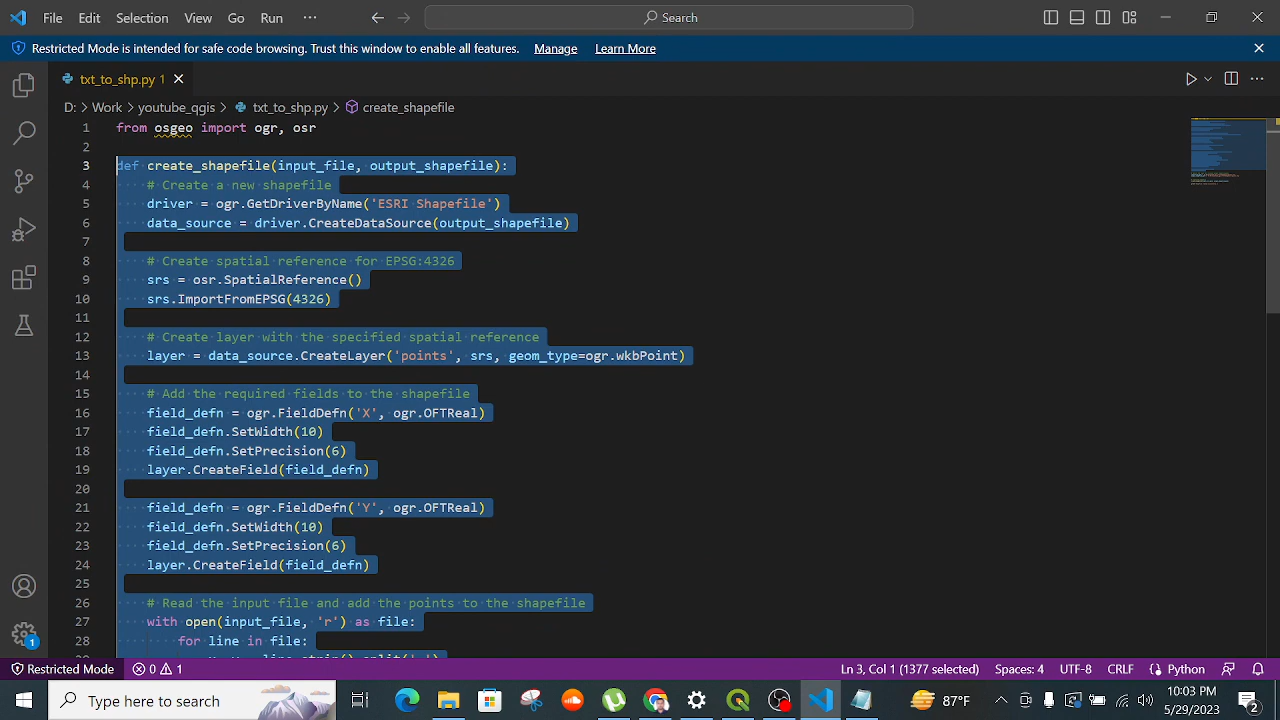 File Edit Selection View Go Run ··· Search
Restricted Mode is intended for safe code browsing. Trust this window to enable all features. Manage Learn More
txt_to_shp.py 1
D: > Work > youtube_qgis > txt_to_shp.py > create_shapefile
1 from osgeo import ogr, osr
2
3 def create_shapefile(input_file, output_shapefile):
4 # Create a new shapefile
5 driver = ogr.GetDriverByName('ESRI Shapefile')
6 data_source = driver.CreateDataSource(output_shapefile)
7
8 # Create spatial reference for EPSG:4326
9 srs = osr.SpatialReference()
10 srs.ImportFromEPSG(4326)
11
12 # Create layer with the specified spatial reference
13 layer = data_source.CreateLayer('points', srs, geom_type=ogr.wkbPoint)
14
15 # Add the required fields to the shapefile
16 field_defn = ogr.FieldDefn('X', ogr.OFTReal)
17 field_defn.SetWidth(10)
18 field_defn.SetPrecision(6)
19 layer.CreateField(field_defn)
20
21 field_defn = ogr.FieldDefn('Y', ogr.OFTReal)
22 field_defn.SetWidth(10)
23 field_defn.SetPrecision(6)
24 layer.CreateField(field_defn)
25
26 # Read the input file and add the points to the shapefile
27 with open(input_file, 'r') as file:
28 for line in file:
Restricted Mode 0 1 Ln 3, Col 1 (1377 selected) Spaces: 4 UTF-8 CRLF Python
Type here to search 87°F
5/29/2023 2